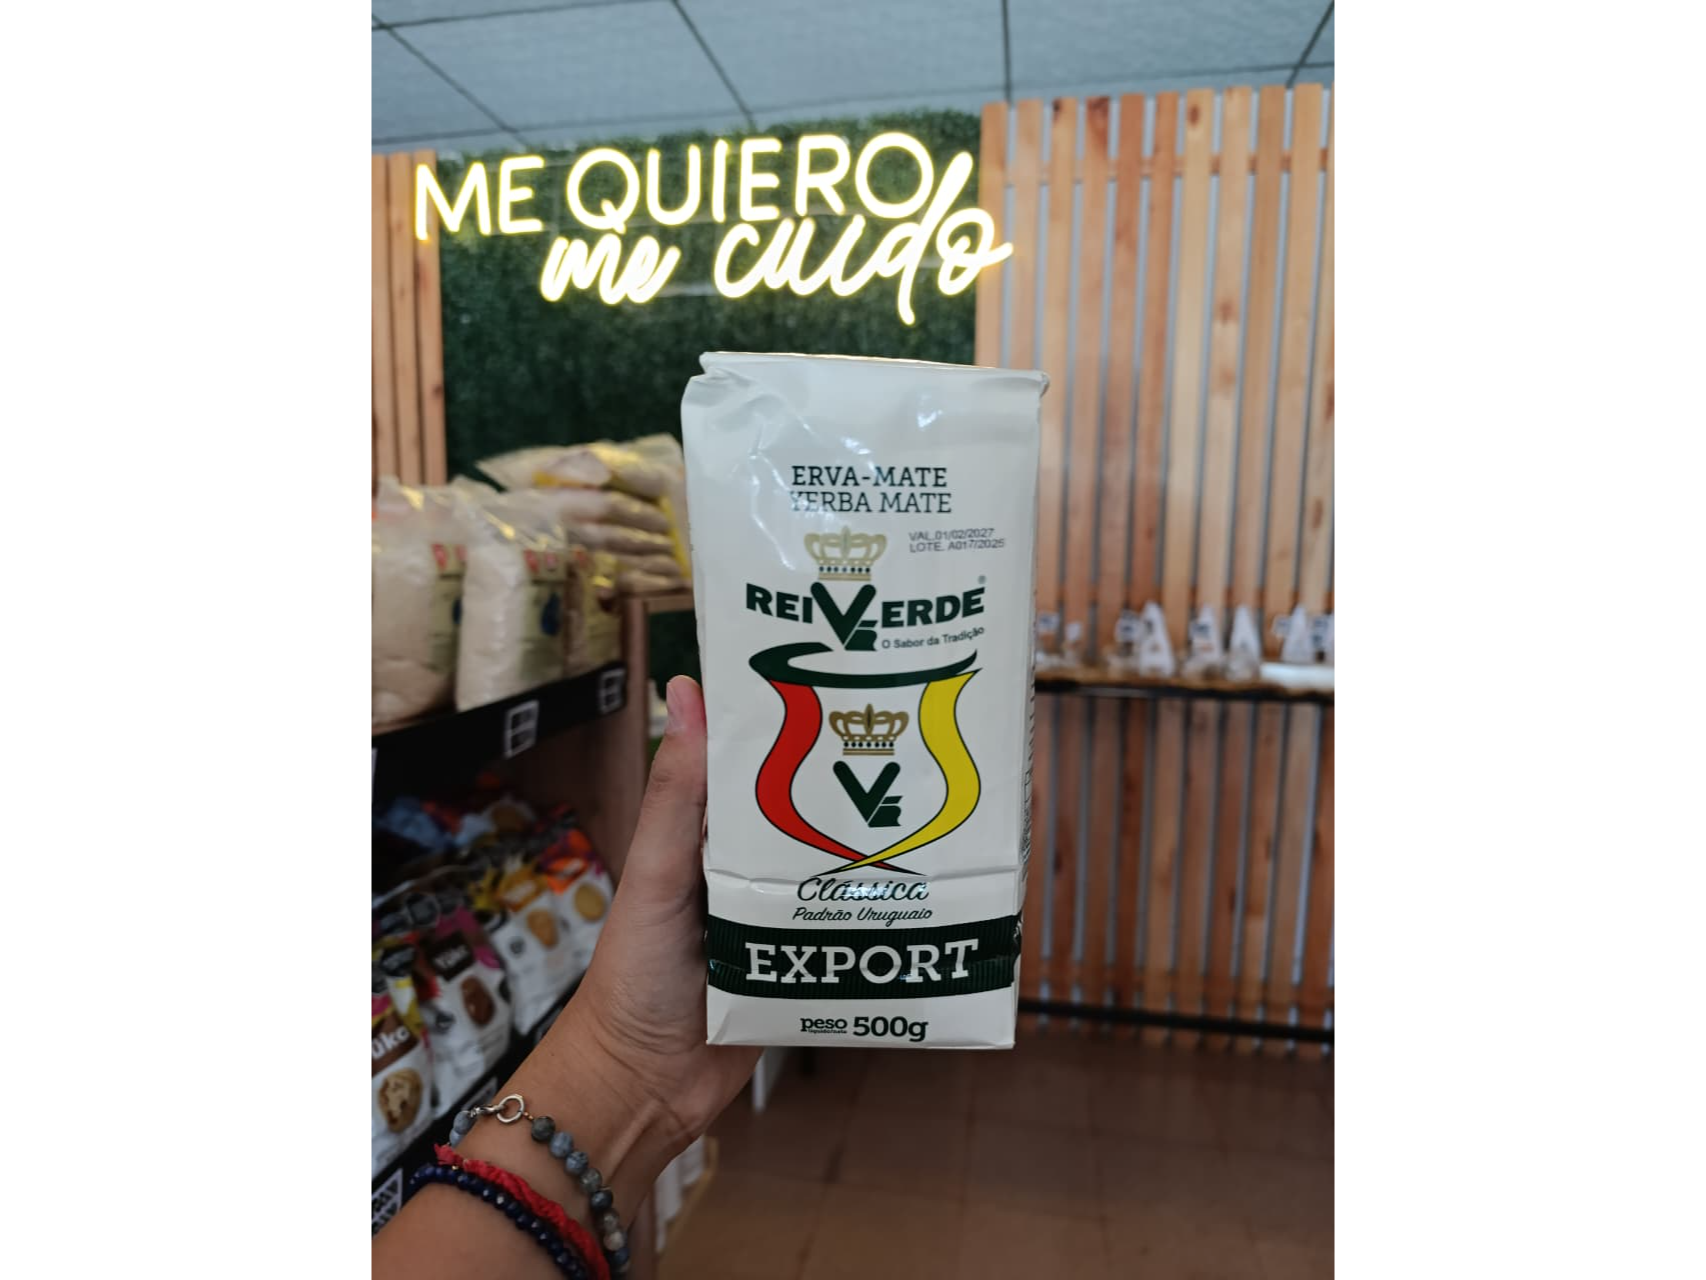 ME QUIERO
me cuido
ERVA-MATE
YERBA MATE
VAL.01/02/2027
LOTE. A017/2025
REI VERDE®
O Sabor da Tradição
Clássica
Padrão Uruguaio
EXPORT
peso 500g